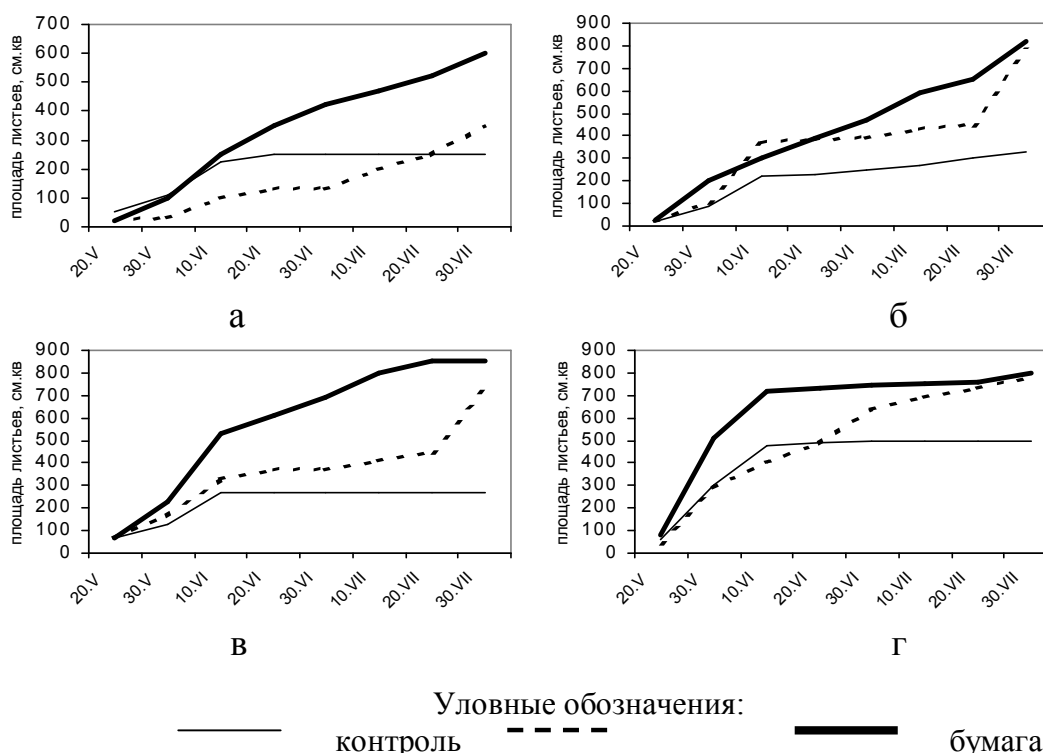 площадь листьев, см.кв
700
600
500
400
300
200
100
0
20.V
30.V
10.VI
20.VI
30.VI
10.VII
20.VII
30.VII
а
площадь листьев, см.кв
900
800
700
600
500
400
300
200
100
0
20.V
30.V
10.VI
20.VI
30.VI
10.VII
20.VII
30.VII
б
площадь листьев, см.кв
900
800
700
600
500
400
300
200
100
0
20.V
30.V
10.VI
20.VI
30.VI
10.VII
20.VII
30.VII
в
площадь листьев, см.кв
900
800
700
600
500
400
300
200
100
0
20.V
30.V
10.VI
20.VI
30.VI
10.VII
20.VII
30.VII
г
Уловные обозначения:
контроль
бумага